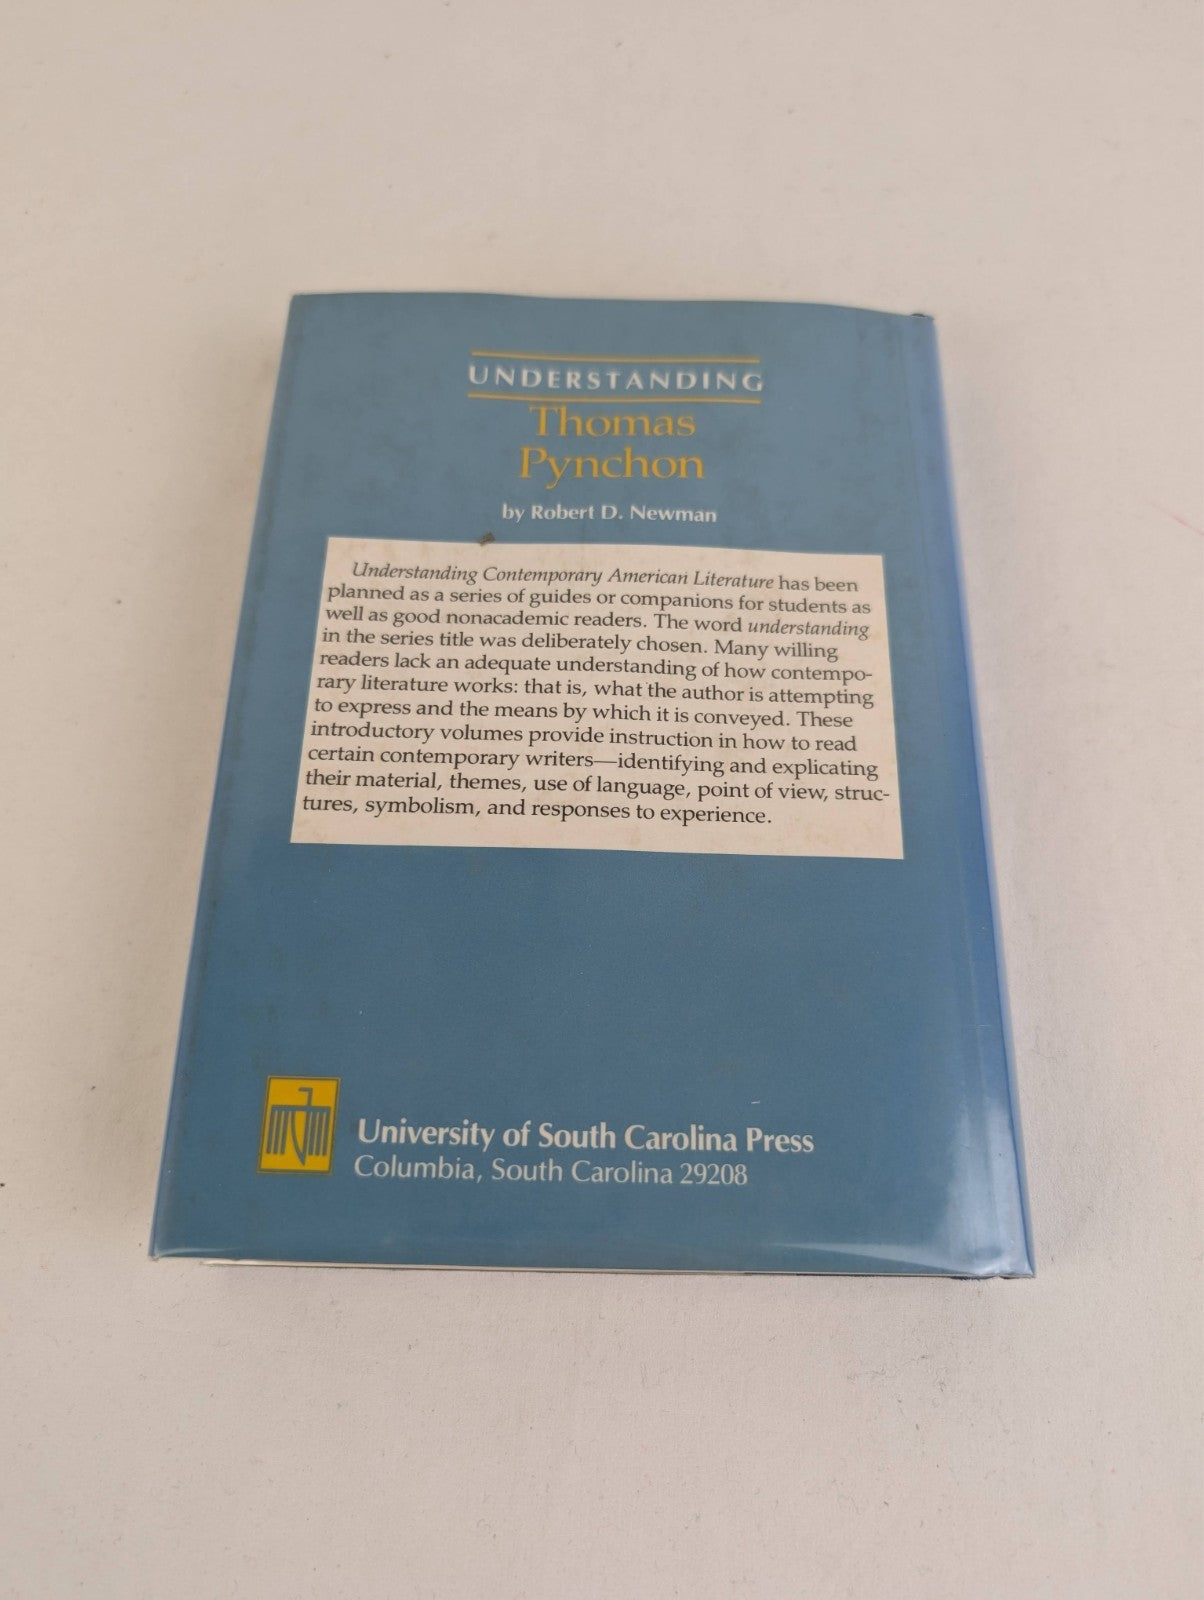 UNDERSTANDING
Thomas
Pynchon
by Robert D. Newman
Understanding Contemporary American Literature has been
planned as a series of guides or companions for students as
well as good nonacademic readers. The word understanding
in the series title was deliberately chosen. Many willing
readers lack an adequate understanding of how contempo-
rary literature works: that is, what the author is attempting
to express and the means by which it is conveyed. These
introductory volumes provide instruction in how to read
certain contemporary writers—identifying and explicating
their material, themes, use of language, point of view, struc-
tures, symbolism, and responses to experience.
University of South Carolina Press
Columbia, South Carolina 29208